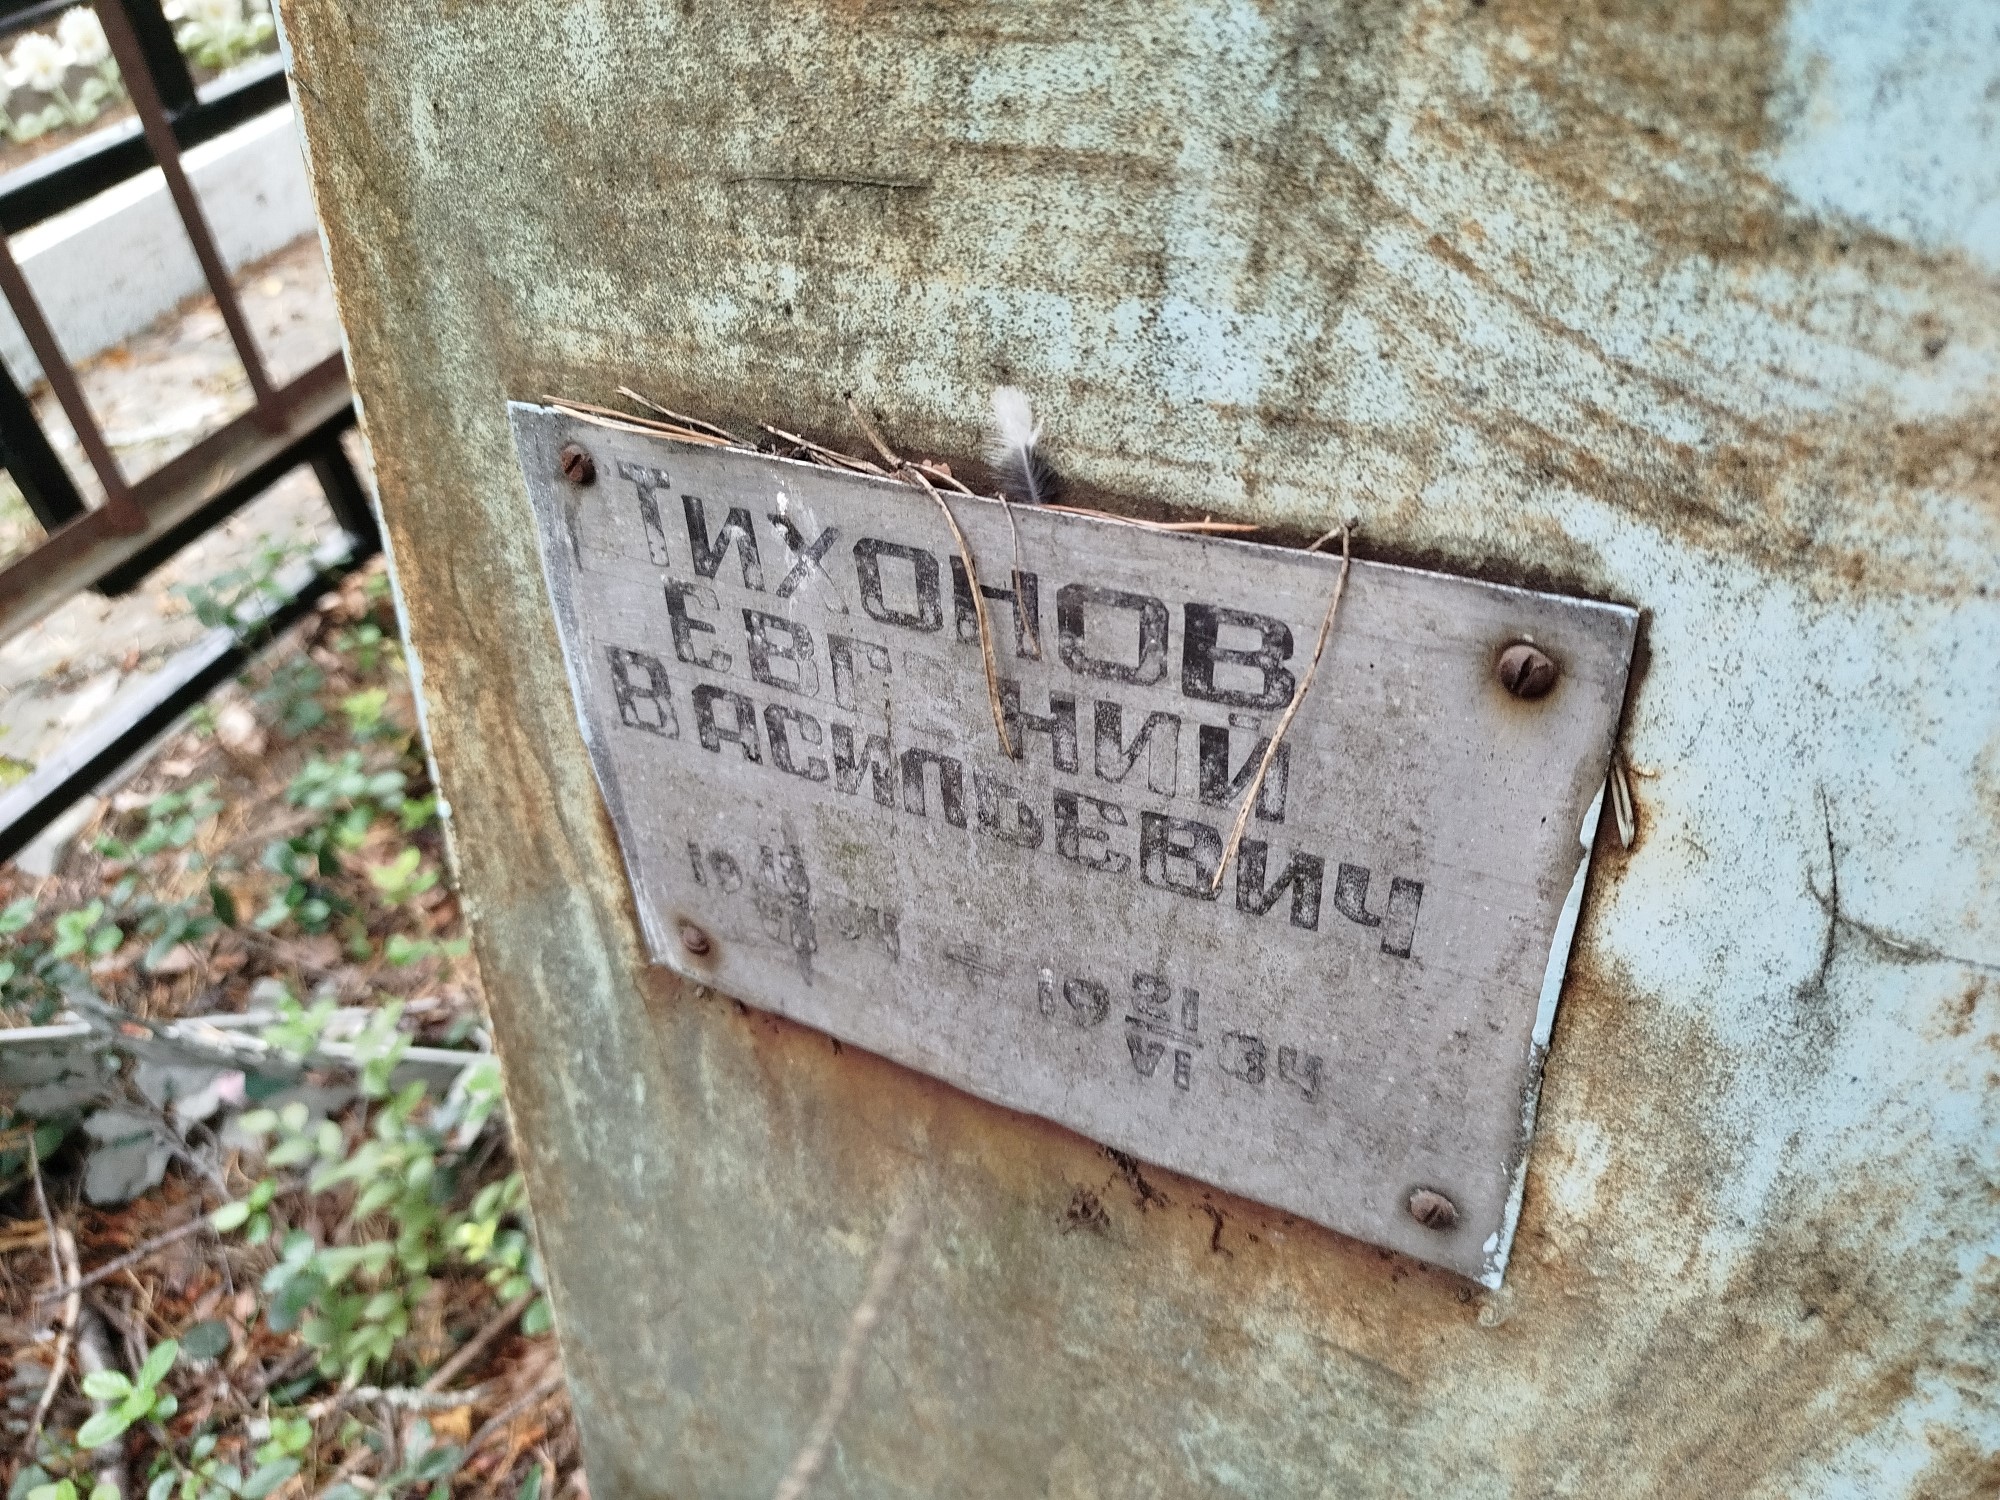 Тихонов
Евгений
Васильевич
19 21/VI 34